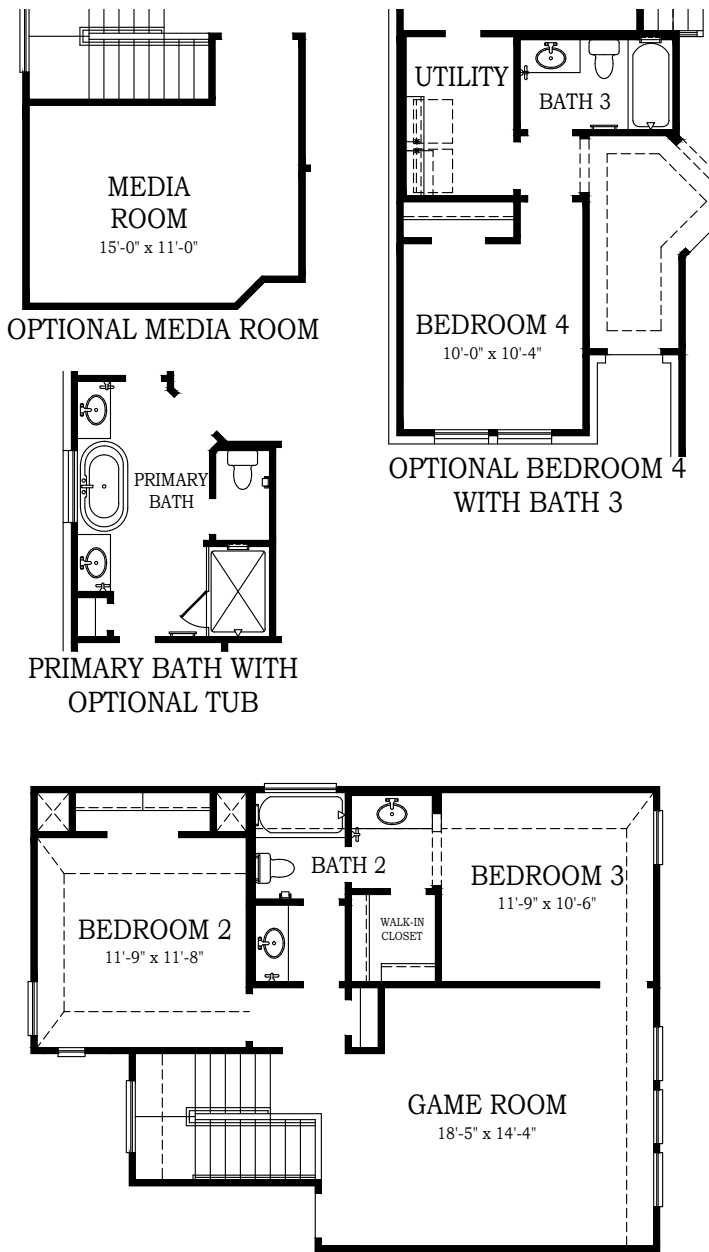 MEDIA
ROOM
15'-0" x 11'-0"
OPTIONAL MEDIA ROOM
UTILITY
BATH 3
BEDROOM 4
10'-0" x 10'-4"
OPTIONAL BEDROOM 4
WITH BATH 3
PRIMARY
BATH
PRIMARY BATH WITH
OPTIONAL TUB
BATH 2
BEDROOM 3
11'-9" x 10'-6"
BEDROOM 2
11'-9" x 11'-8"
WALK-IN
CLOSET
GAME ROOM
18'-5" x 14'-4"